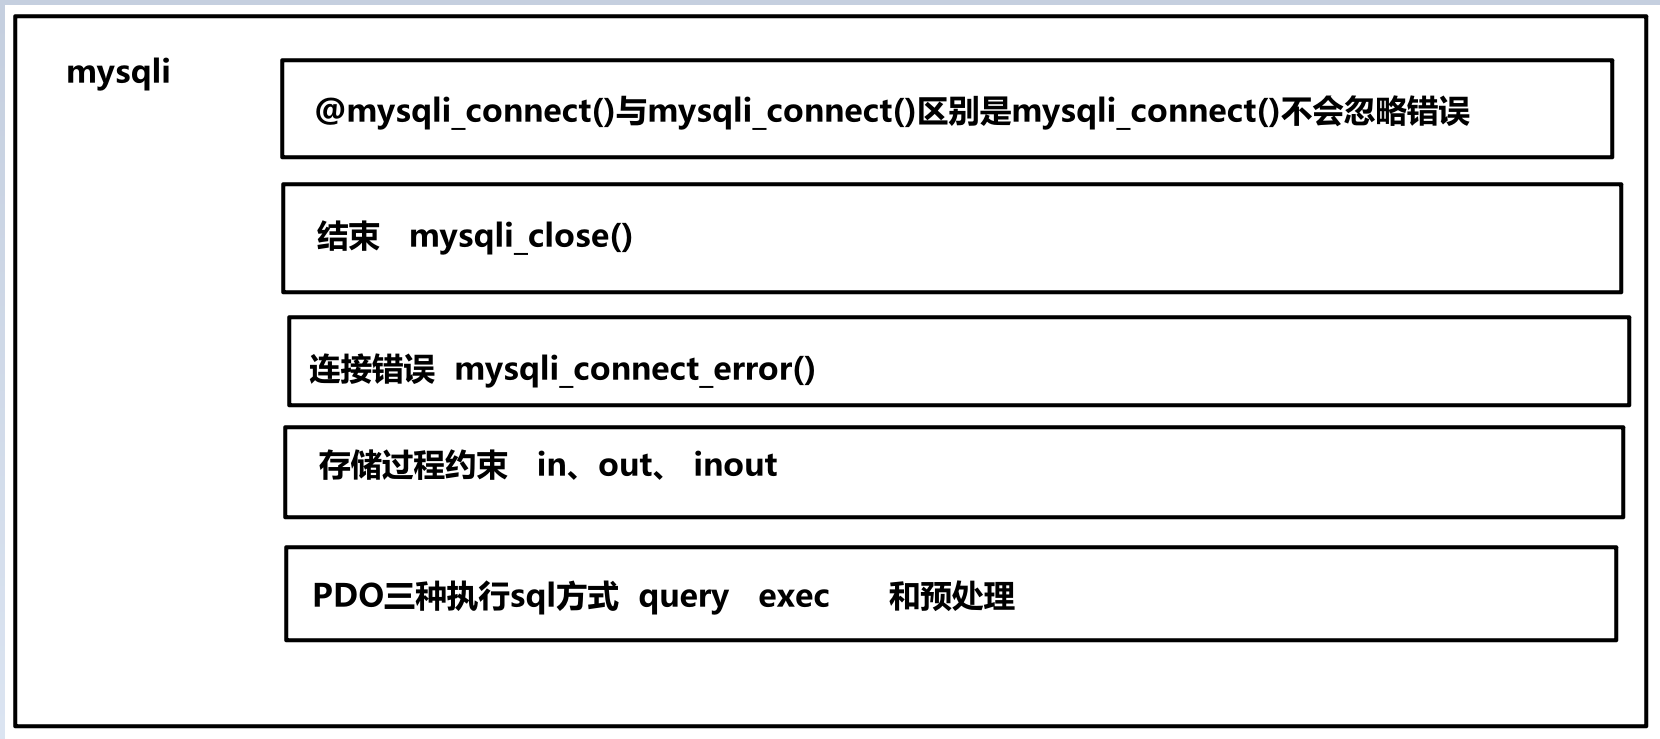 mysqli
@mysqli_connect()与mysqli_connect()区别是mysqli_connect()不会忽略错误
结束 mysqli_close()
连接错误 mysqli_connect_error()
存储过程约束 in、out、 inout
PDO三种执行sql方式 query exec 和预处理